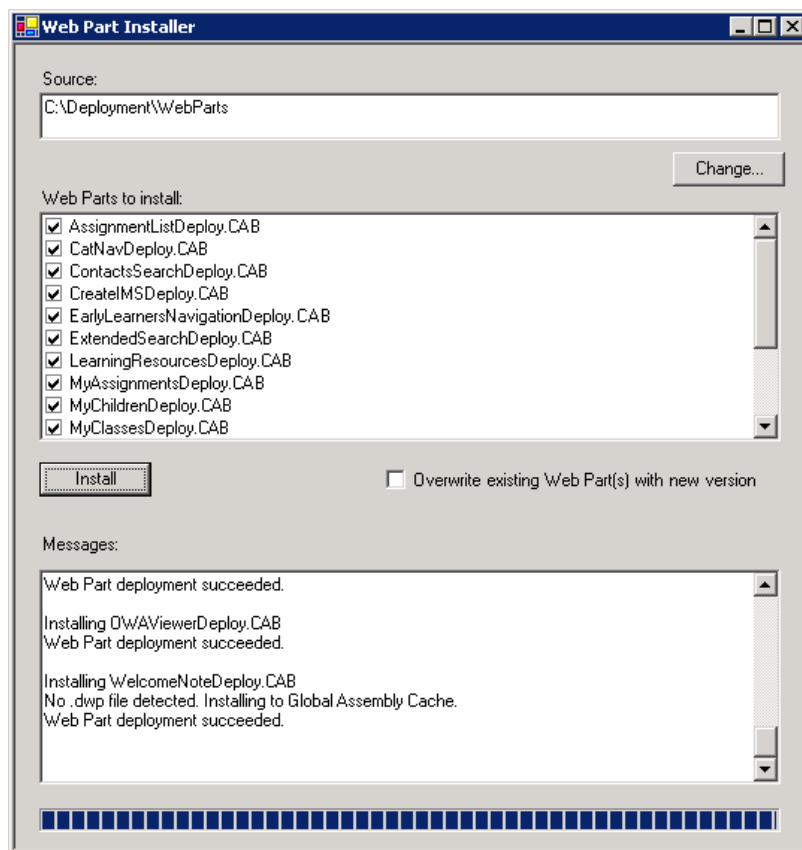 Web Part Installer
Source:
C:\Deployment\WebParts
Change...
Web Parts to install:
AssignmentListDeploy.CAB
CatNavDeploy.CAB
ContactsSearchDeploy.CAB
CreateIMSDeploy.CAB
EarlyLearnersNavigationDeploy.CAB
ExtendedSearchDeploy.CAB
LearningResourcesDeploy.CAB
MyAssignmentsDeploy.CAB
MyChildrenDeploy.CAB
MyClassesDeploy.CAB
Install
Overwrite existing Web Part(s) with new version
Messages:
Web Part deployment succeeded.
Installing OWAViewerDeploy.CAB
Web Part deployment succeeded.
Installing WelcomeNoteDeploy.CAB
No .dwp file detected. Installing to Global Assembly Cache.
Web Part deployment succeeded.